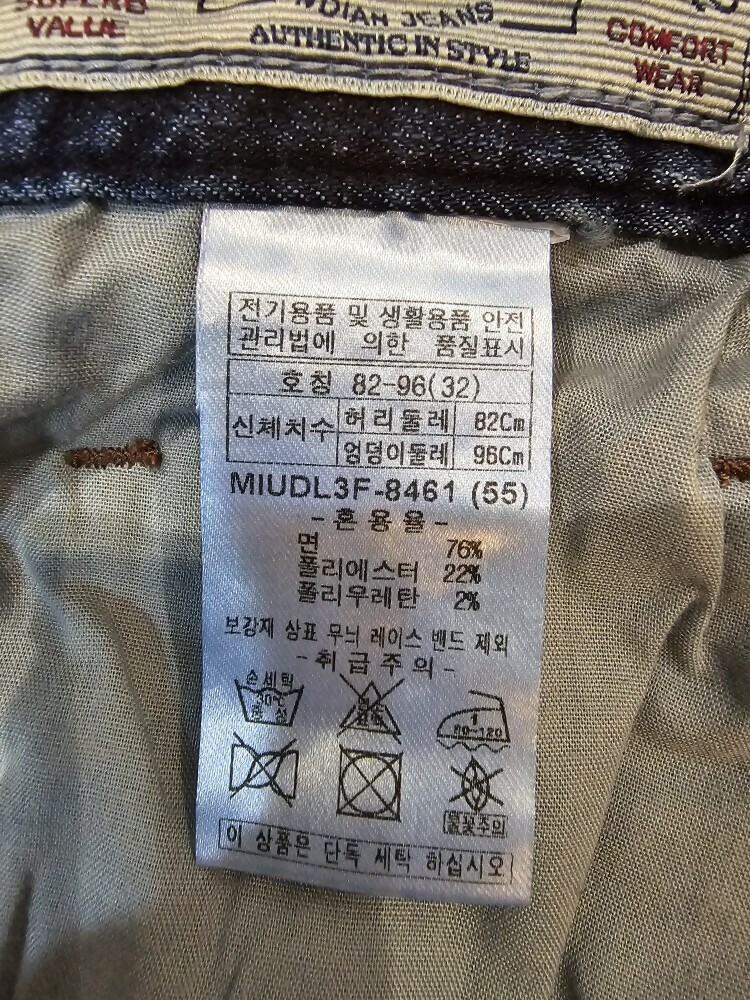 SUPERB
VALUE
INDIAN JEANS
AUTHENTIC IN STYLE
COMFORT
WEAR
전기용품 및 생활용품 안전
관리법에 의한 품질표시
호칭 82-96(32)
신체치수 허리둘레 82Cm
엉덩이둘레 96Cm
MIUDL3F-8461 (55)
-혼용율-
면 76%
폴리에스터 22%
폴리우레탄 2%
보강재 상표 무늬 레이스 밴드 제외
-취급주의-
손세탁
30℃
중성
1
80-120
불꽃주의
이 상품은 단독 세탁 하십시오